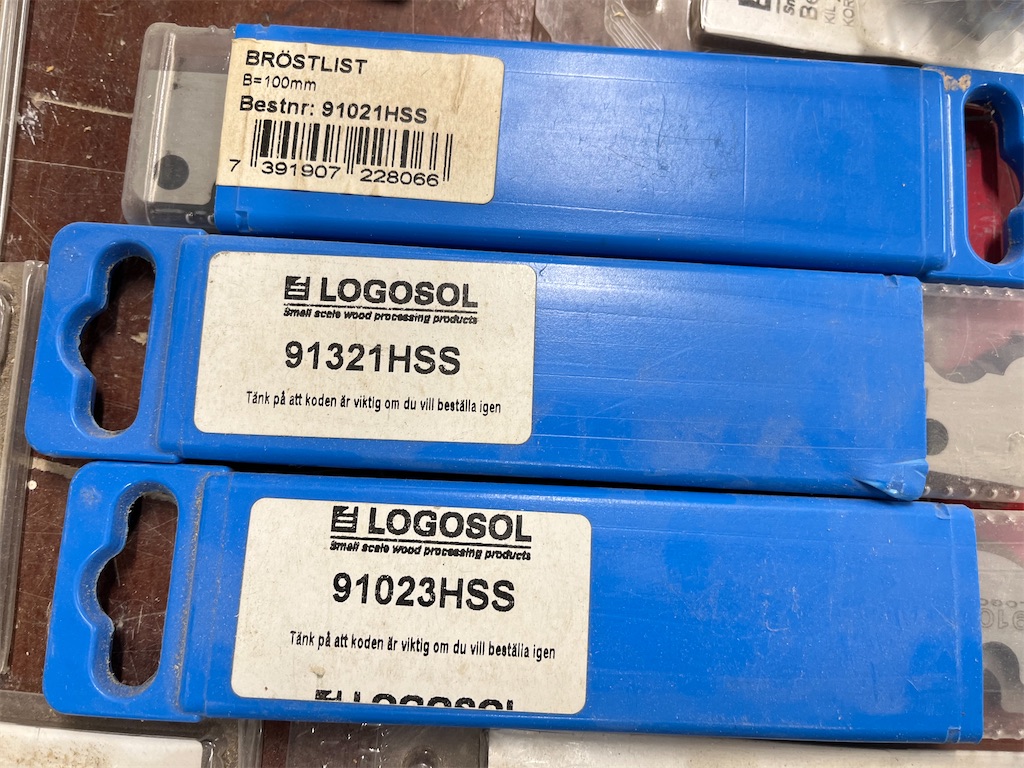 BRÖSTLIST
B=100mm
Bestnr: 91021HSS
7 391907 228066
LOGOSOL
Small scale wood processing products
91321HSS
Tänk på att koden är viktig om du vill beställa igen
LOGOSOL
Small scale wood processing products
91023HSS
Tänk på att koden är viktig om du vill beställa igen
LOGOSOL